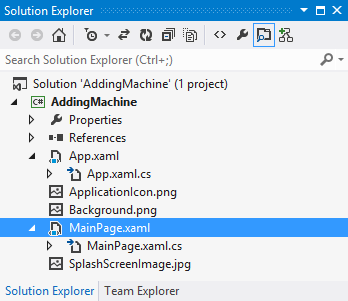 Solution Explorer
Search Solution Explorer (Ctrl+;)
Solution 'AddingMachine' (1 project)
C# AddingMachine
Properties
References
App.xaml
App.xaml.cs
ApplicationIcon.png
Background.png
MainPage.xaml
MainPage.xaml.cs
SplashScreenImage.jpg
Solution Explorer Team Explorer